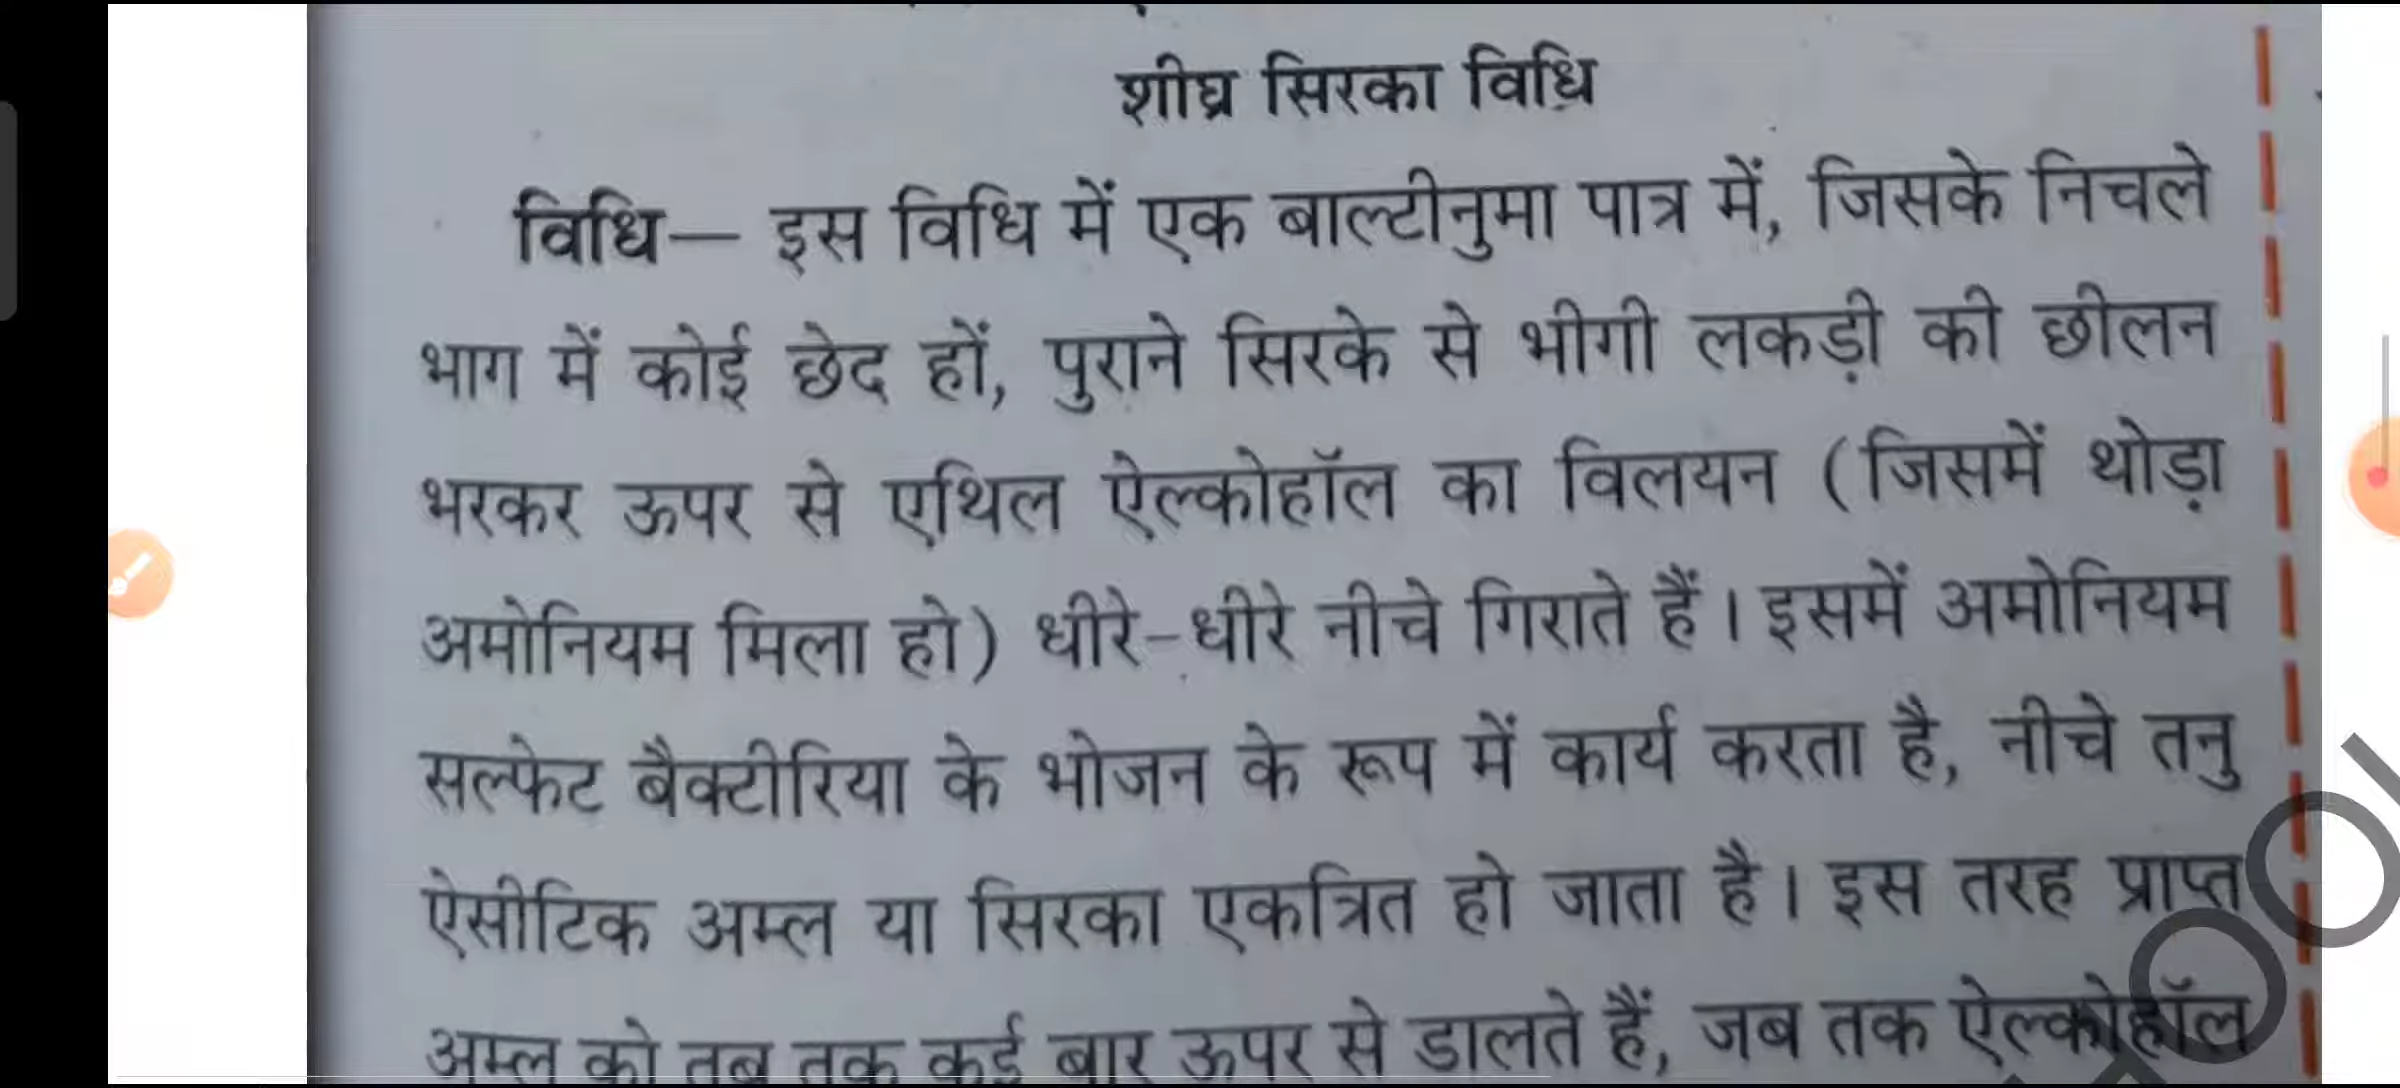 शीघ्र सिरका विधि
विधि— इस विधि में एक बाल्टीनुमा पात्र में, जिसके निचले
भाग में कोई छेद हों, पुराने सिरके से भीगी लकड़ी की छीलन
भरकर ऊपर से एथिल ऐल्कोहॉल का विलयन (जिसमें थोड़ा
अमोनियम मिला हो) धीरे-धीरे नीचे गिराते हैं। इसमें अमोनियम
सल्फेट बैक्टीरिया के भोजन के रूप में कार्य करता है, नीचे तनु
ऐसीटिक अम्ल या सिरका एकत्रित हो जाता है। इस तरह प्राप्त
अम्ल को तब तक कई बार ऊपर से डालते हैं, जब तक ऐल्कोहॉल